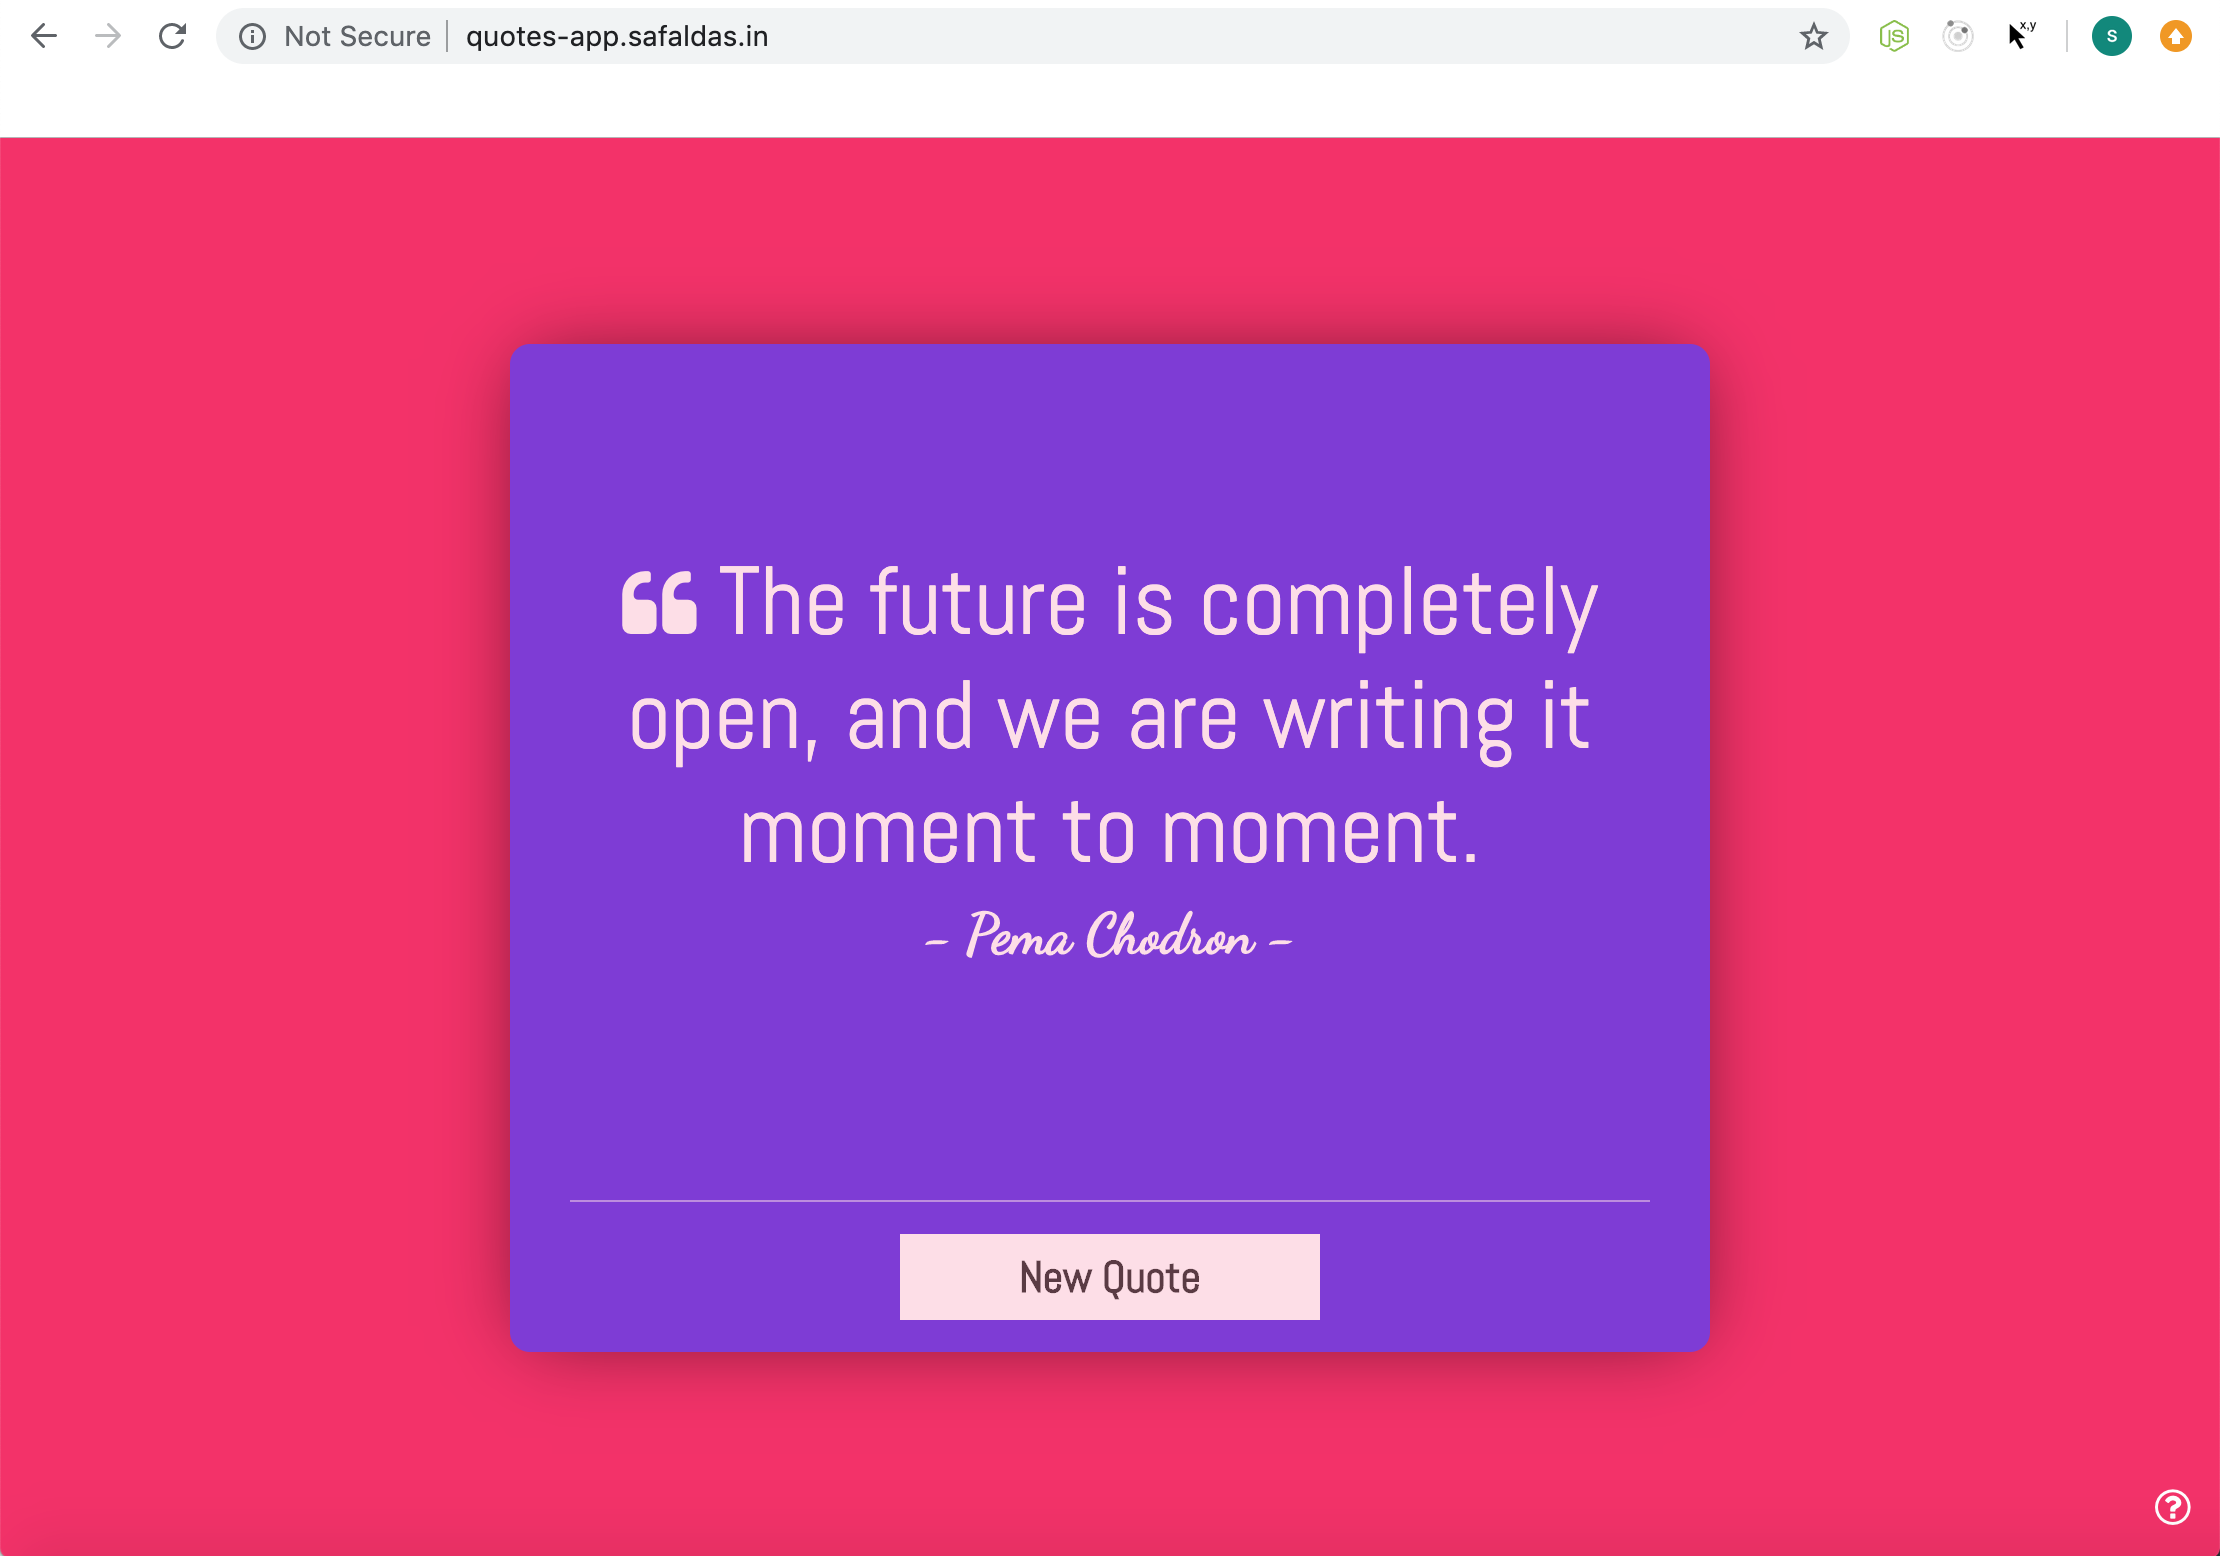 Not Secure | quotes-app.safaldas.in
JS
x,y
S
❝ The future is completely
open, and we are writing it
moment to moment.
- Pema Chodron -
New Quote
?